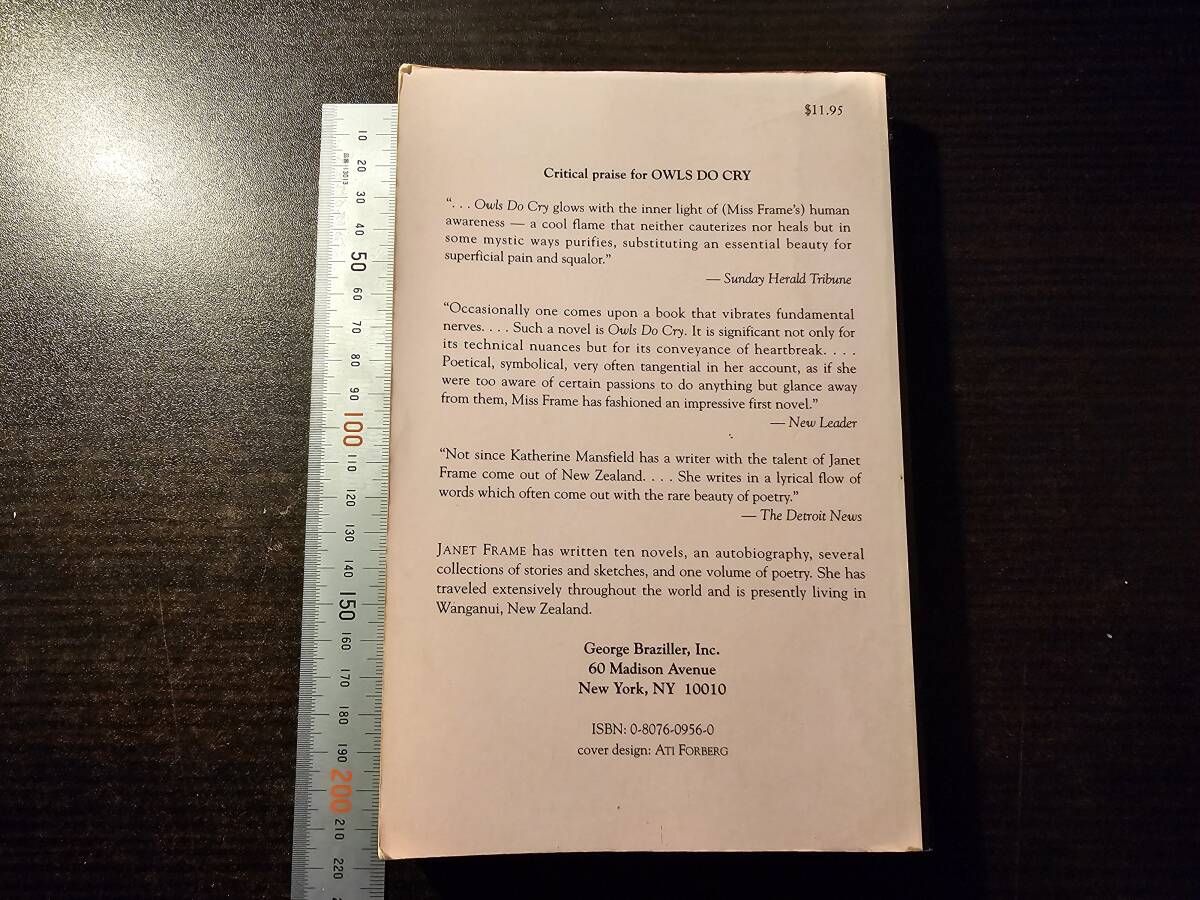 $11.95
Critical praise for OWLS DO CRY
“. . . Owls Do Cry glows with the inner light of (Miss Frame’s) human
awareness — a cool flame that neither cauterizes nor heals but in
some mystic ways purifies, substituting an essential beauty for
superficial pain and squalor.”
— Sunday Herald Tribune
“Occasionally one comes upon a book that vibrates fundamental
nerves. . . . Such a novel is Owls Do Cry. It is significant not only for
its technical nuances but for its conveyance of heartbreak. . . .
Poetical, symbolical, very often tangential in her account, as if she
were too aware of certain passions to do anything but glance away
from them, Miss Frame has fashioned an impressive first novel.”
— New Leader
“Not since Katherine Mansfield has a writer with the talent of Janet
Frame come out of New Zealand. . . . She writes in a lyrical flow of
words which often come out with the rare beauty of poetry.”
— The Detroit News
JANET FRAME has written ten novels, an autobiography, several
collections of stories and sketches, and one volume of poetry. She has
traveled extensively throughout the world and is presently living in
Wanganui, New Zealand.
George Braziller, Inc.
60 Madison Avenue
New York, NY 10010
ISBN: 0-8076-0956-0
cover design: ATI FORBERG
10
20
30
40
50
60
70
80
90
100
110
120
130
140
150
160
170
180
190
200
210
220